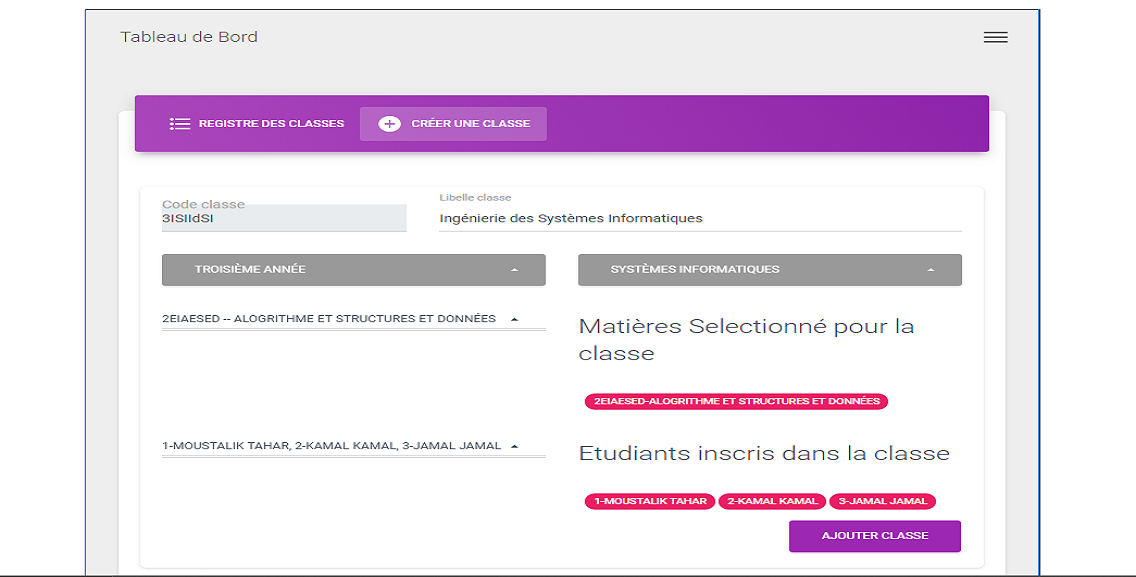 Tableau de Bord
REGISTRE DES CLASSES
CRÉER UNE CLASSE
Code classe
3ISIIdSI
Libelle classe
Ingénierie des Systèmes Informatiques
TROISIÈME ANNÉE
SYSTÈMES INFORMATIQUES
2EIAESED -- ALOGRITHME ET STRUCTURES ET DONNÉES
Matières Selectionné pour la
classe
2EIAESED-ALOGRITHME ET STRUCTURES ET DONNÉES
1-MOUSTALIK TAHAR, 2-KAMAL KAMAL, 3-JAMAL JAMAL
Etudiants inscris dans la classe
1-MOUSTALIK TAHAR
2-KAMAL KAMAL
3-JAMAL JAMAL
AJOUTER CLASSE